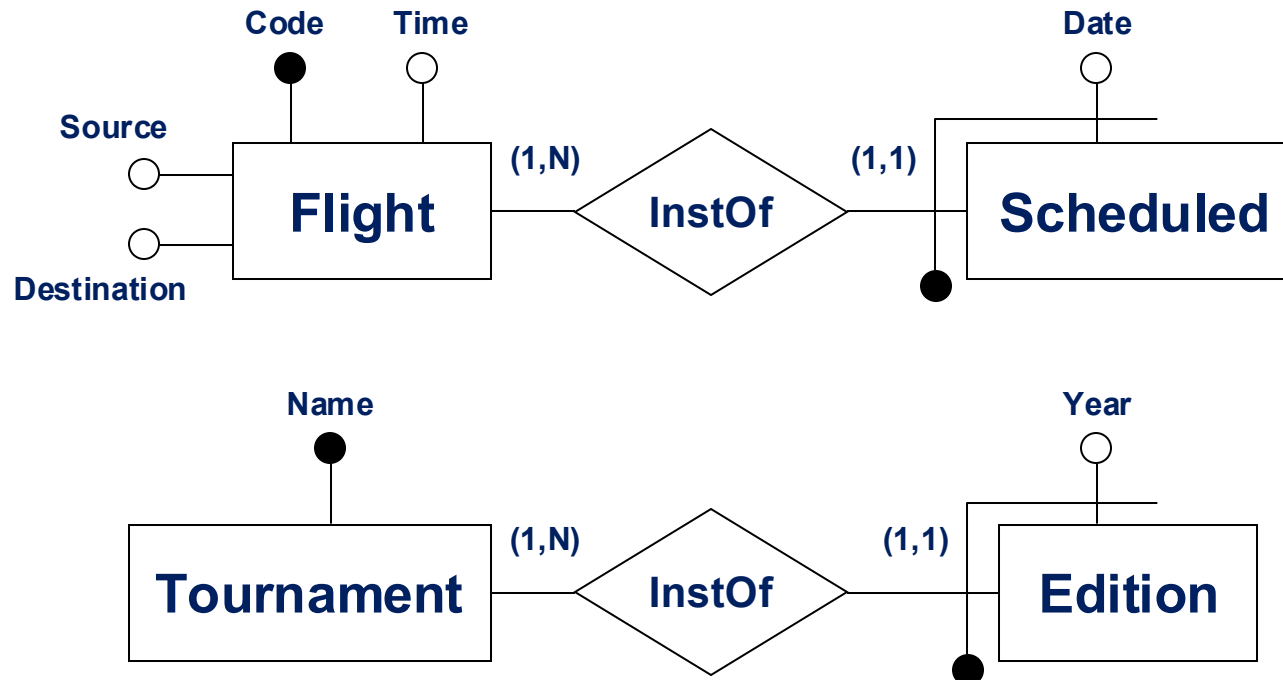 Code
Time
Date
Source
(1,N)
(1,1)
Flight
InstOf
Scheduled
Destination
Name
Year
(1,N)
(1,1)
Tournament
InstOf
Edition